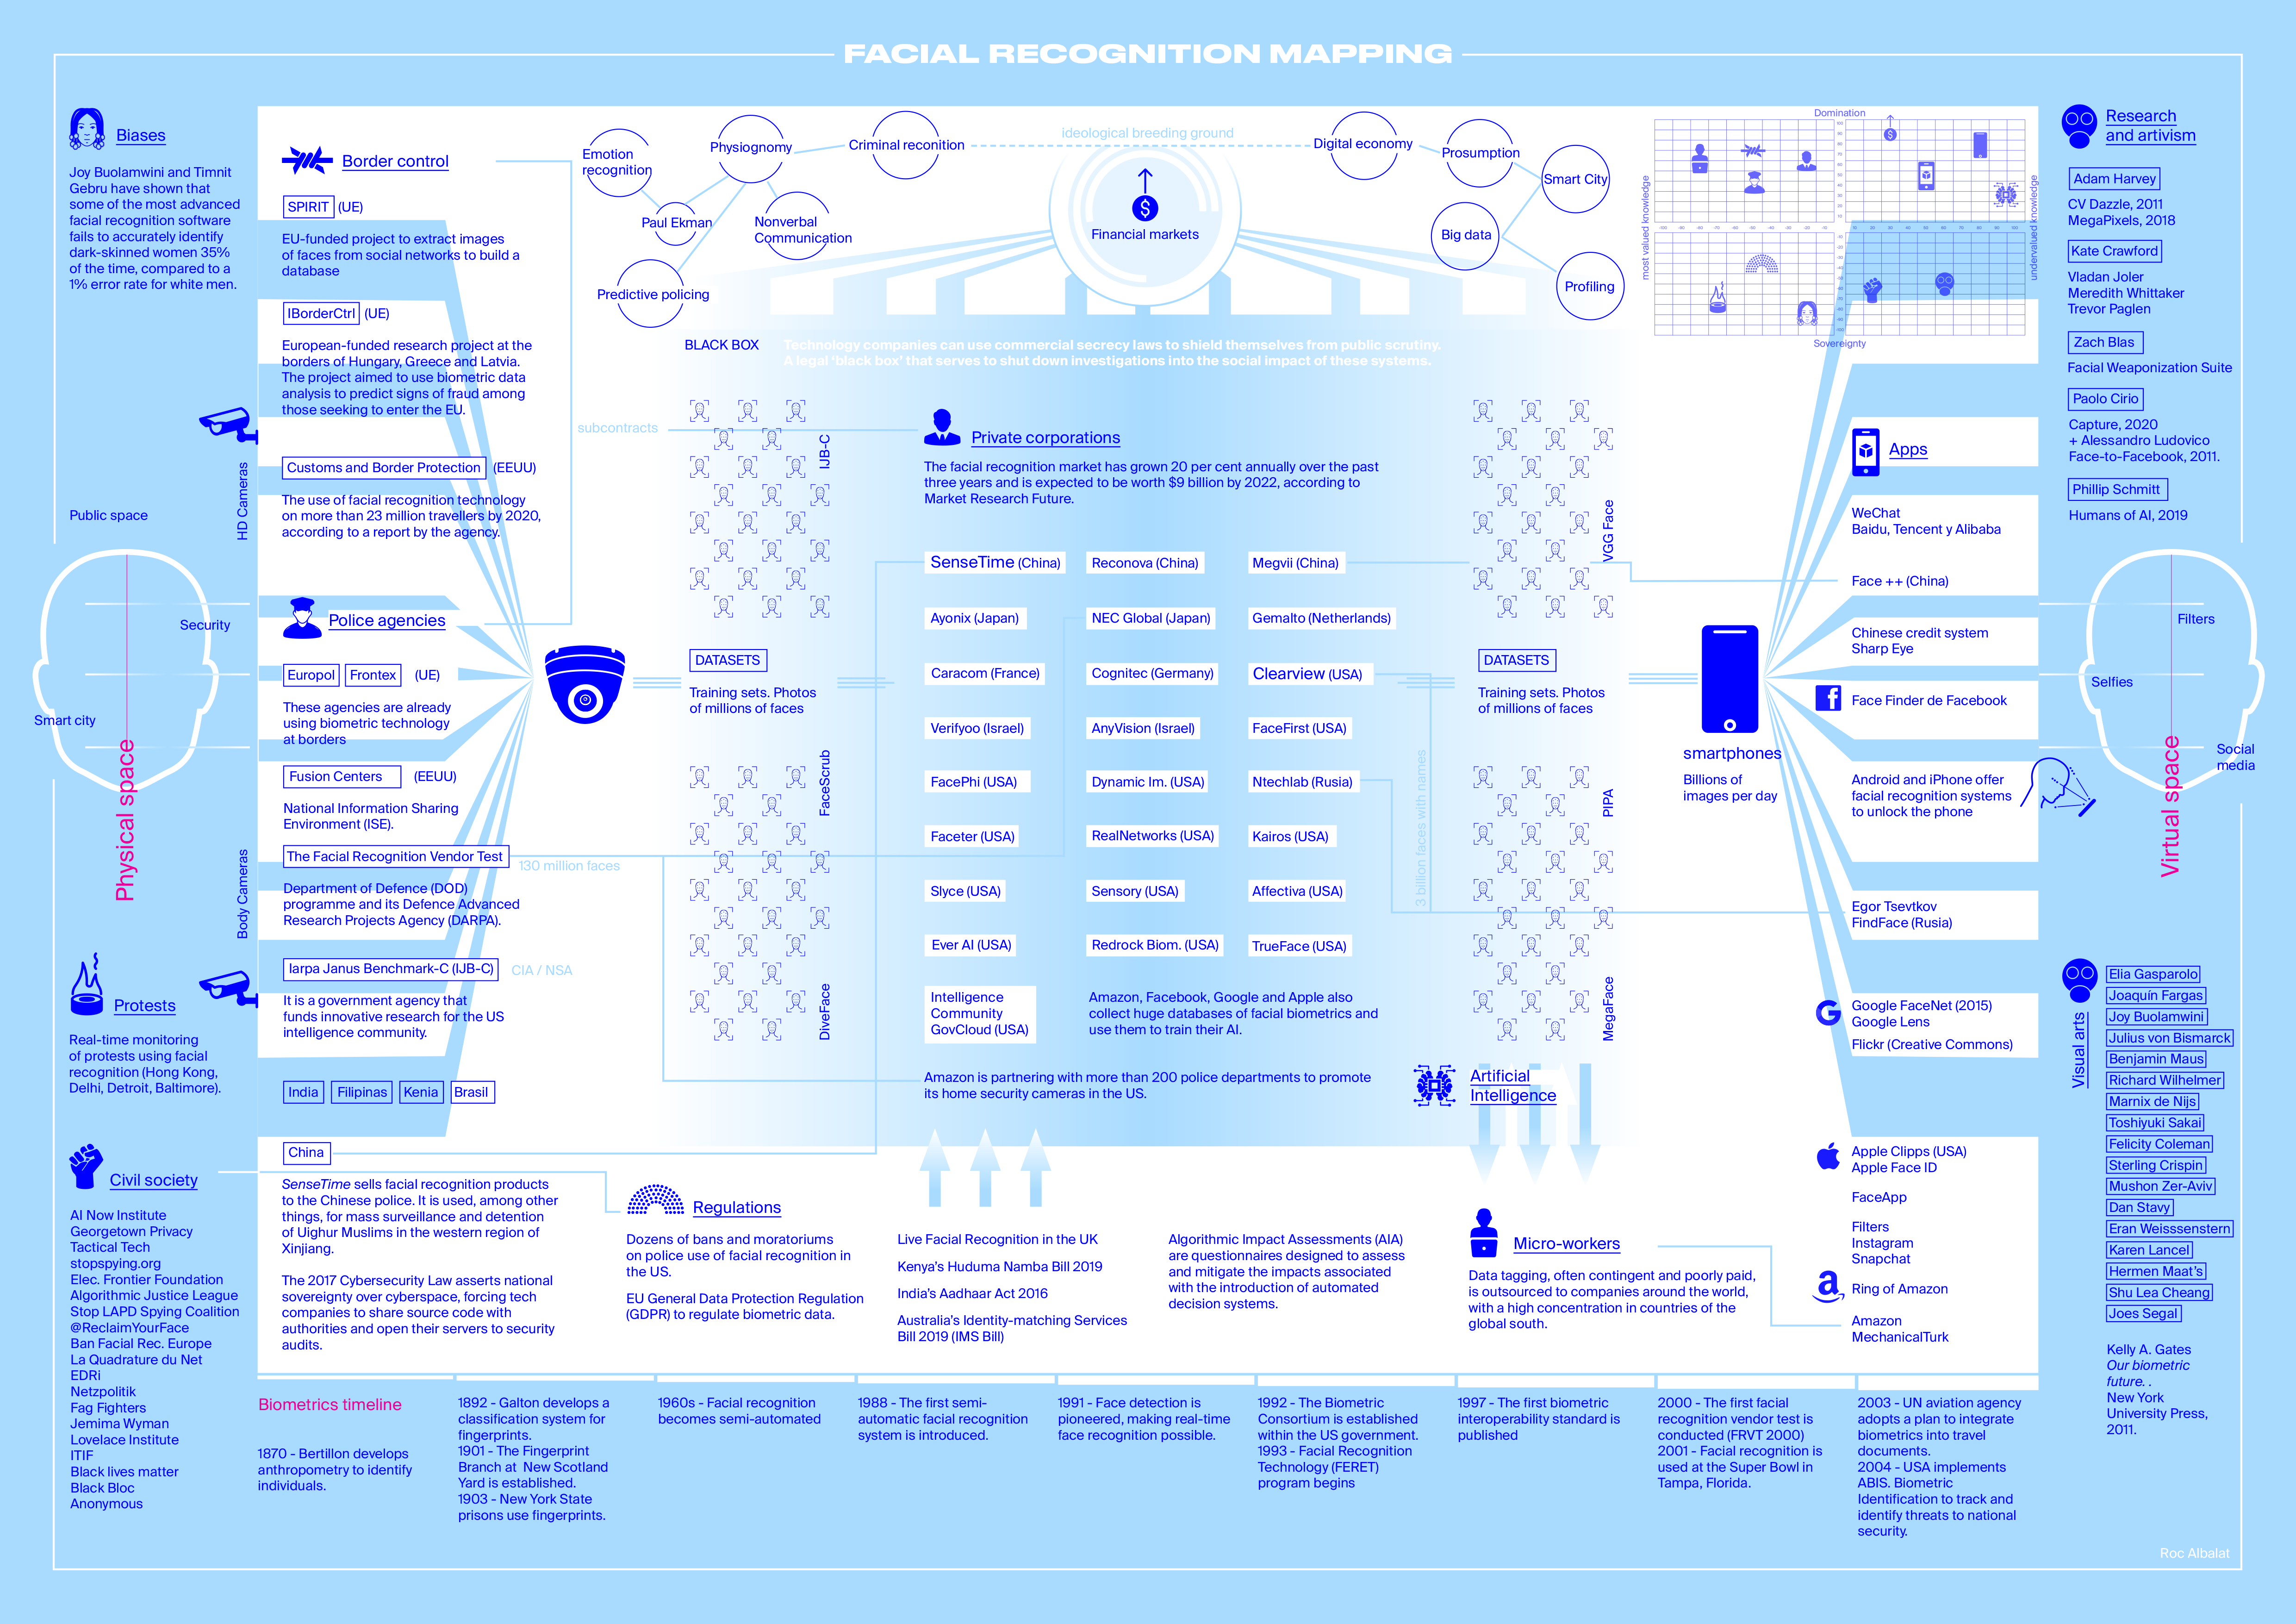 FACIAL RECOGNITION MAPPING
Biases
Joy Buolamwini and Timnit
Gebru have shown that
some of the most advanced
facial recognition software
fails to accurately identify
dark-skinned women 35%
of the time, compared to a
1% error rate for white men.
HD Cameras
Public space
Security
Smart city
Physical space
Body Cameras
Protests
Real-time monitoring
of protests using facial
recognition (Hong Kong,
Delhi, Detroit, Baltimore).
Civil society
AI Now Institute
Georgetown Privacy
Tactical Tech
stopspying.org
Elec. Frontier Foundation
Algorithmic Justice League
Stop LAPD Spying Coalition
@ReclaimYourFace
Ban Facial Rec. Europe
La Quadrature du Net
EDRi
Netzpolitik
Fag Fighters
Jemima Wyman
Lovelace Institute
ITIF
Black lives matter
Black Bloc
Anonymous
Border control
SPIRIT (UE)
EU-funded project to extract images
of faces from social networks to build a
database
IBorderCtrl (UE)
European-funded research project at the
borders of Hungary, Greece and Latvia.
The project aimed to use biometric data
analysis to predict signs of fraud among
those seeking to enter the EU.
Customs and Border Protection (EEUU)
The use of facial recognition technology
on more than 23 million travellers by 2020,
according to a report by the agency.
Police agencies
Europol Frontex (UE)
These agencies are already
using biometric technology
at borders
Fusion Centers (EEUU)
National Information Sharing
Environment (ISE).
The Facial Recognition Vendor Test
130 million faces
Department of Defence (DOD)
programme and its Defence Advanced
Research Projects Agency (DARPA).
Iarpa Janus Benchmark-C (IJB-C) CIA / NSA
It is a government agency that
funds innovative research for the US
intelligence community.
India Filipinas Kenia Brasil
China
SenseTime sells facial recognition products
to the Chinese police. It is used, among other
things, for mass surveillance and detention
of Uighur Muslims in the western region of
Xinjiang.
The 2017 Cybersecurity Law asserts national
sovereignty over cyberspace, forcing tech
companies to share source code with
authorities and open their servers to security
audits.
Emotion
recognition
Physiognomy
Criminal reconition
Paul Ekman
Nonverbal
Communication
Predictive policing
ideological breeding ground
Financial markets
Digital economy
Prosumption
Smart City
Big data
Profiling
BLACK BOX
Technology companies can use commercial secrecy laws to shield themselves from public scrutiny.
A legal 'black box' that serves to shut down investigations into the social impact of these systems.
subcontracts
IJB-C
DATASETS
Training sets. Photos
of millions of faces
FaceScrub
DiveFace
Private corporations
The facial recognition market has grown 20 per cent annually over the past
three years and is expected to be worth $9 billion by 2022, according to
Market Research Future.
SenseTime (China) Reconova (China) Megvii (China)
Ayonix (Japan) NEC Global (Japan) Gemalto (Netherlands)
Caracom (France) Cognitec (Germany) Clearview (USA)
Verifyoo (Israel) AnyVision (Israel) FaceFirst (USA)
FacePhi (USA) Dynamic Im. (USA) Ntechlab (Rusia)
Faceter (USA) RealNetworks (USA) Kairos (USA)
Slyce (USA) Sensory (USA) Affectiva (USA)
Ever AI (USA) Redrock Biom. (USA) TrueFace (USA)
Intelligence
Community
GovCloud (USA)
Amazon, Facebook, Google and Apple also
collect huge databases of facial biometrics and
use them to train their AI.
Amazon is partnering with more than 200 police departments to promote
its home security cameras in the US.
3 billion faces with names
VGG Face
DATASETS
Training sets. Photos
of millions of faces
PIPA
MegaFace
Artificial
Intelligence
smartphones
Billions of
images per day
Domination
most valued knowledge
undervalued knowledge
Sovereignty
Apps
WeChat
Baidu, Tencent y Alibaba
Face ++ (China)
Chinese credit system
Sharp Eye
Face Finder de Facebook
Android and iPhone offer
facial recognition systems
to unlock the phone
Egor Tsevtkov
FindFace (Rusia)
Google FaceNet (2015)
Google Lens
Flickr (Creative Commons)
Apple Clipps (USA)
Apple Face ID
FaceApp
Filters
Instagram
Snapchat
Ring of Amazon
Amazon
MechanicalTurk
Regulations
Dozens of bans and moratoriums
on police use of facial recognition in
the US.
EU General Data Protection Regulation
(GDPR) to regulate biometric data.
Live Facial Recognition in the UK
Kenya's Huduma Namba Bill 2019
India's Aadhaar Act 2016
Australia's Identity-matching Services
Bill 2019 (IMS Bill)
Algorithmic Impact Assessments (AIA)
are questionnaires designed to assess
and mitigate the impacts associated
with the introduction of automated
decision systems.
Micro-workers
Data tagging, often contingent and poorly paid,
is outsourced to companies around the world,
with a high concentration in countries of the
global south.
Research
and artivism
Adam Harvey
CV Dazzle, 2011
MegaPixels, 2018
Kate Crawford
Vladan Joler
Meredith Whittaker
Trevor Paglen
Zach Blas
Facial Weaponization Suite
Paolo Cirio
Capture, 2020
+ Alessandro Ludovico
Face-to-Facebook, 2011.
Phillip Schmitt
Humans of AI, 2019
Filters
Selfies
Social
media
Virtual space
Visual arts
Elia Gasparolo
Joaquín Fargas
Joy Buolamwini
Julius von Bismarck
Benjamin Maus
Richard Wilhelmer
Marnix de Nijs
Toshiyuki Sakai
Felicity Coleman
Sterling Crispin
Mushon Zer-Aviv
Dan Stavy
Eran Weisssenstern
Karen Lancel
Hermen Maat's
Shu Lea Cheang
Joes Segal
Kelly A. Gates
Our biometric
future. .
New York
University Press,
2011.
Biometrics timeline
1870 - Bertillon develops
anthropometry to identify
individuals.
1892 - Galton develops a
classification system for
fingerprints.
1901 - The Fingerprint
Branch at New Scotland
Yard is established.
1903 - New York State
prisons use fingerprints.
1960s - Facial recognition
becomes semi-automated
1988 - The first semi-
automatic facial recognition
system is introduced.
1991 - Face detection is
pioneered, making real-time
face recognition possible.
1992 - The Biometric
Consortium is established
within the US government.
1993 - Facial Recognition
Technology (FERET)
program begins
1997 - The first biometric
interoperability standard is
published
2000 - The first facial
recognition vendor test is
conducted (FRVT 2000)
2001 - Facial recognition is
used at the Super Bowl in
Tampa, Florida.
2003 - UN aviation agency
adopts a plan to integrate
biometrics into travel
documents.
2004 - USA implements
ABIS. Biometric
Identification to track and
identify threats to national
security.
Roc Albalat